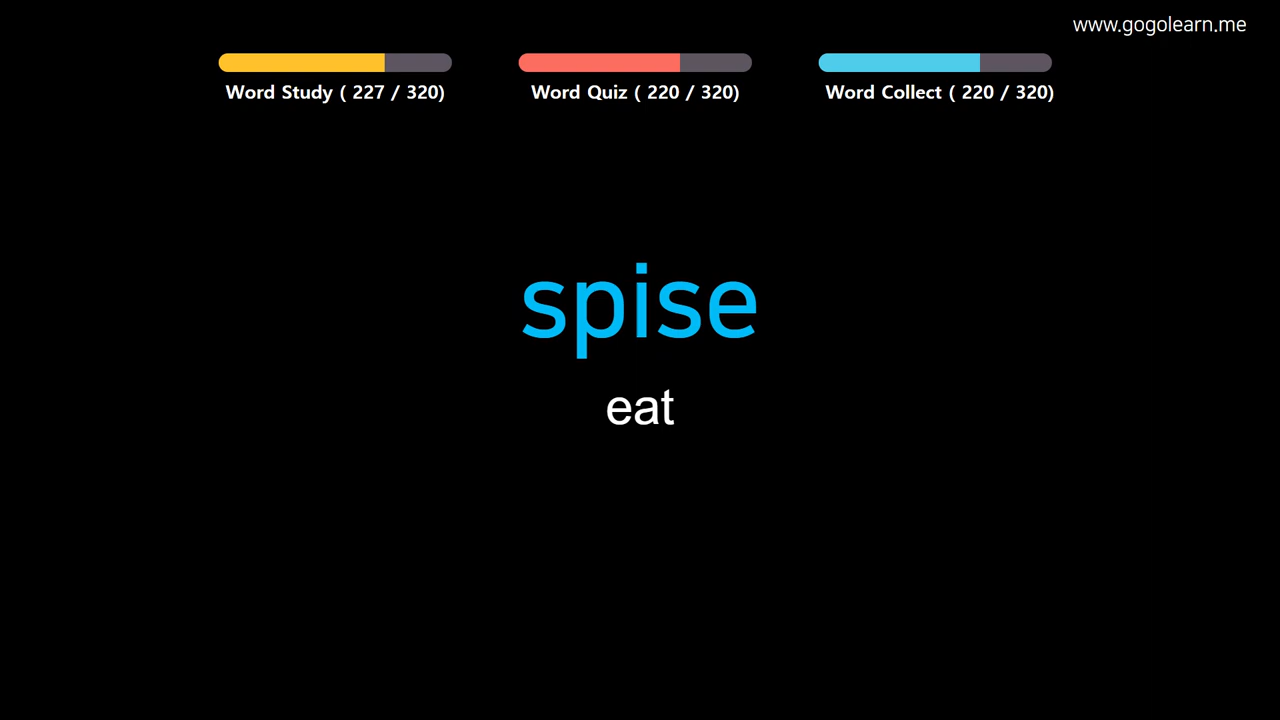 www.gogolearn.me
Word Study ( 227 / 320)
Word Quiz ( 220 / 320)
Word Collect ( 220 / 320)
spise
eat